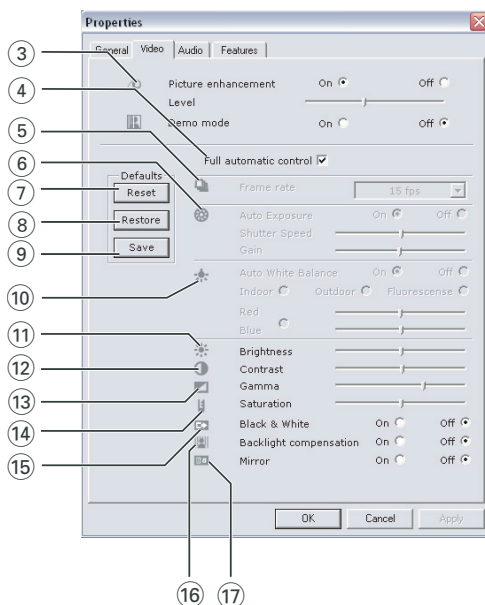 Properties
General Video Audio Features
③ Picture enhancement On Off
④ Level
Demo mode On Off
Full automatic control
⑤ Frame rate 15 fps
Defaults
⑥ Auto Exposure On Off
⑦ Reset
Shutter Speed
⑧ Restore
Gain
⑨ Save
⑩ Auto White Balance On Off
Indoor Outdoor Fluorescense
Red
Blue
⑪ Brightness
⑫ Contrast
⑬ Gamma
⑭ Saturation
⑮ Black & White On Off
Backlight compensation On Off
Mirror On Off
OK Cancel Apply
⑯ ⑰